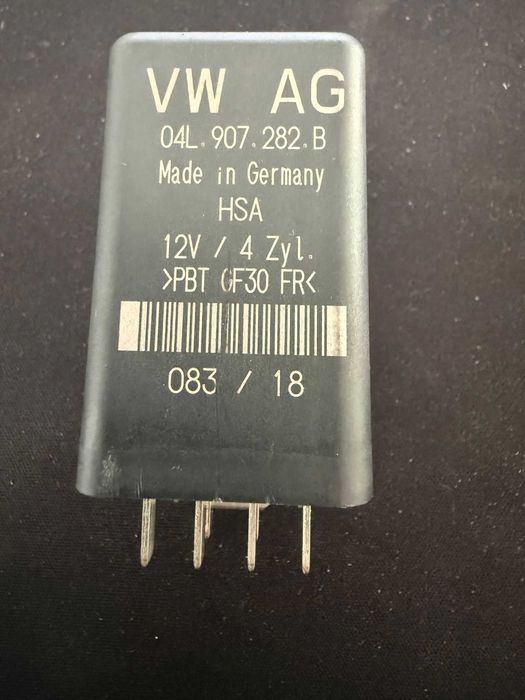 VW AG
04L.907.282.B
Made in Germany
HSA
12V / 4 Zyl.
>PBT GF30 FR<
083 / 18